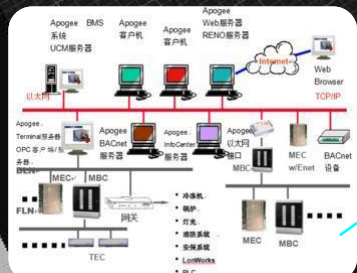 Apogee BMS
系统
UCM服务器
Apogee
客户机
Apogee
客户机
Apogee
Web服务器
RENO服务器
Internet
Web
Browser
以太网
TCP/IP
Apogee
Terminal服务器
OPC 客户端/服
务器
Apogee
BACnet
服务器
Apogee
InfoCenter
服务器
Apogee
以太网
接口
MBC
MEC
w/Enet
BACnet
设备
BLN
MEC
MBC
FLN
网关
冷冻机
锅炉
灯光
消防系统
安保系统
LonWorks
PLC
TEC
MEC
MBC